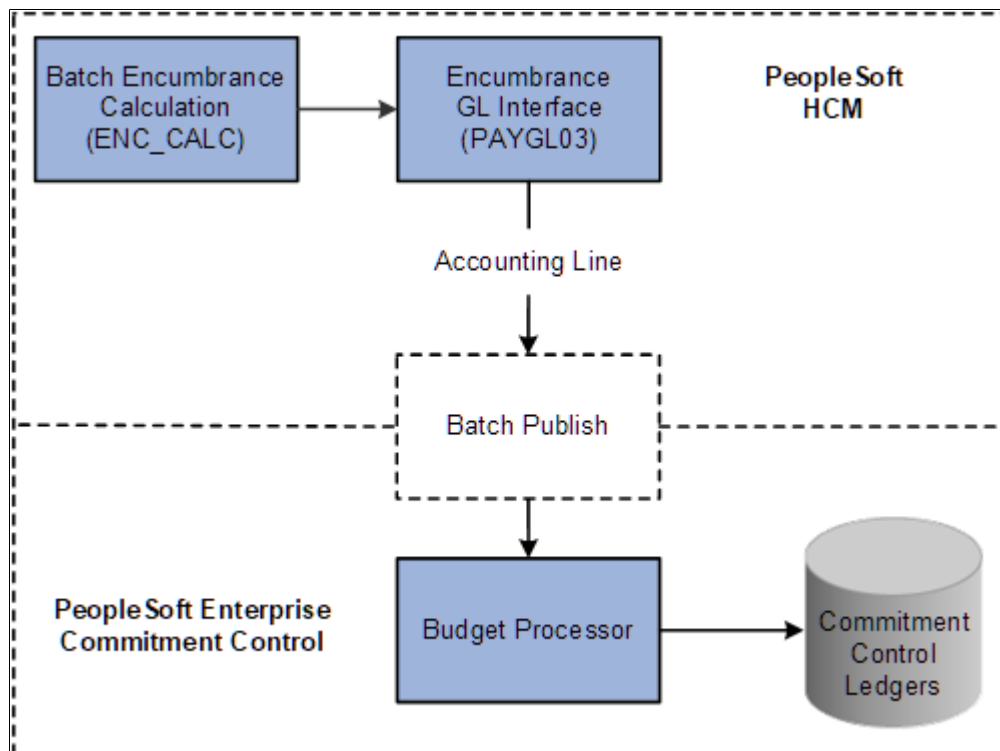 Batch Encumbrance
Calculation
(ENC_CALC)
Encumbrance
GL Interface
(PAYGL03)
PeopleSoft
HCM
Accounting Line
Batch Publish
PeopleSoft Enterprise
Commitment Control
Budget Processor
Commitment
Control
Ledgers